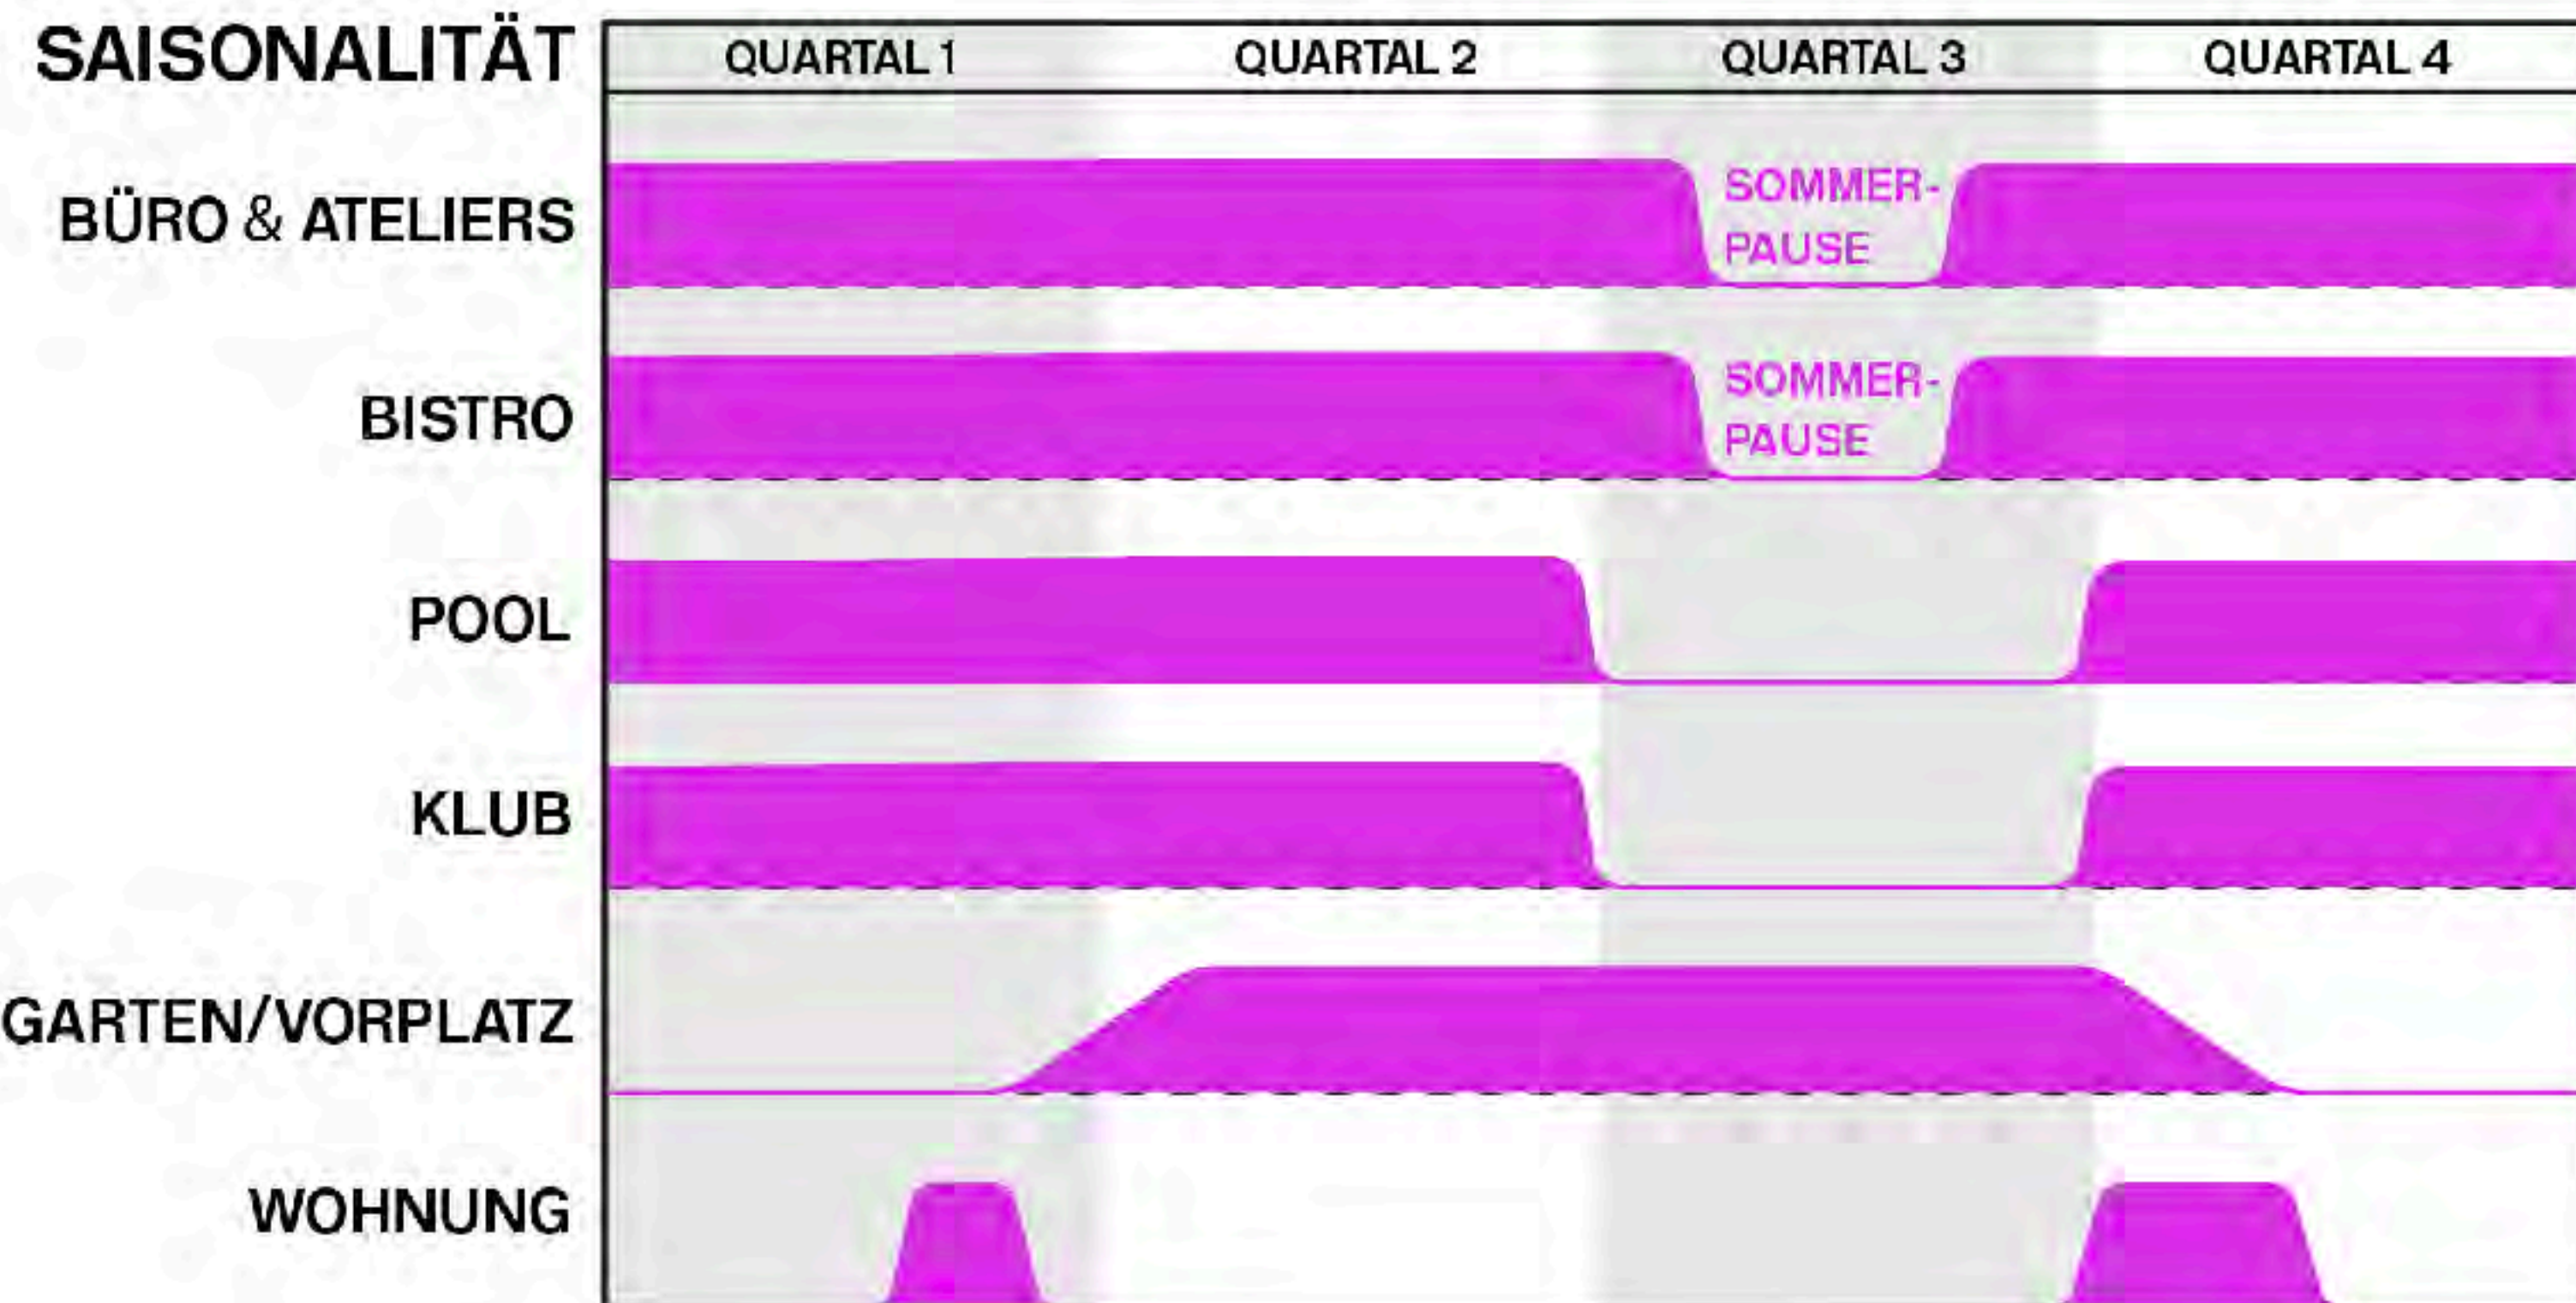 SAISONALITÄT
QUARTAL 1 QUARTAL 2 QUARTAL 3 QUARTAL 4
BÜRO & ATELIERS
SOMMER-
PAUSE
BISTRO
SOMMER-
PAUSE
POOL
KLUB
GARTEN/VORPLATZ
WOHNUNG